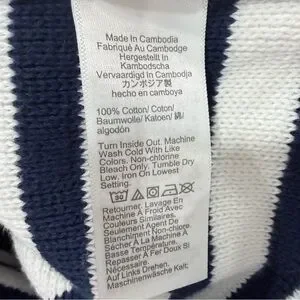 Made In Cambodia
Fabriqué Au Cambodge
Hergestellt In
Kambodscha
Vervaardigd In Cambodja
カンボジア製
hecho en camboya
100% Cotton/ Coton/
Baumwolle/ Katoen/ 綿/
algodón
Turn Inside Out. Machine
Wash Cold With Like
Colors. Non-chlorine
Bleach Only. Tumble Dry
Low. Iron On Lowest
Setting.
30
Retourner. Lavage En
Machine À Froid Avec
Couleurs Similaires.
Seulement Agent De
Blanchiment Non-chlore.
Sécher À La Machine À
Basse Température.
Repasser À Fer Doux Si
Nécessaire.
Auf Links Drehen.
Maschinenwäsche Kelt;